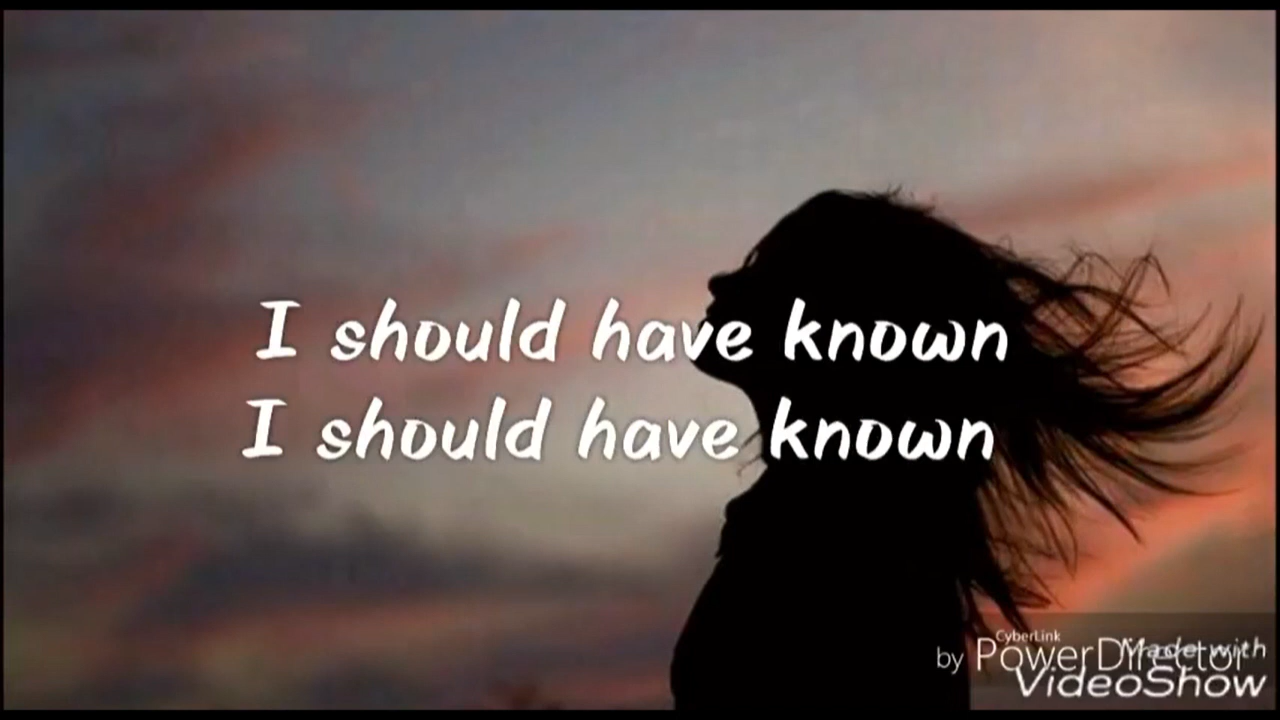 I should have known
I should have known
CyberLink
by PowerDirector
Made with
VideoShow